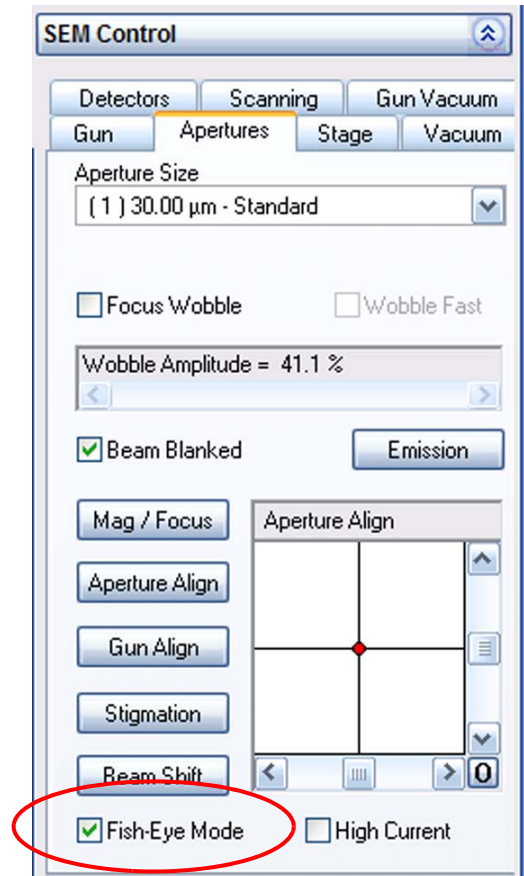 SEM Control
Detectors Scanning Gun Vacuum
Gun Apertures Stage Vacuum
Aperture Size
( 1 ) 30.00 µm - Standard
Focus Wobble Wobble Fast
Wobble Amplitude = 41.1 %
Beam Blanked Emission
Mag / Focus Aperture Align
Aperture Align
Gun Align
Stigmation
Beam Shift 0
Fish-Eye Mode High Current